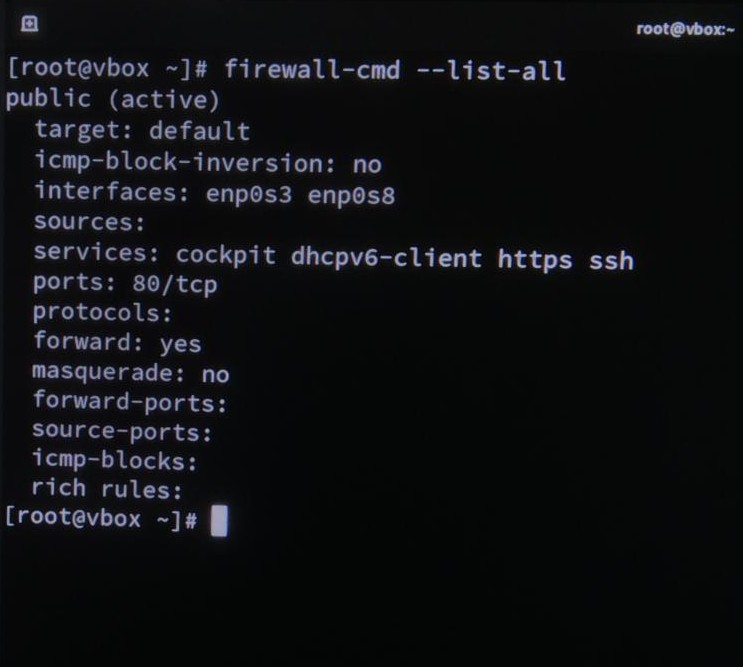 root@vbox:~
[root@vbox ~]# firewall-cmd --list-all
public (active)
  target: default
  icmp-block-inversion: no
  interfaces: enp0s3 enp0s8
  sources:
  services: cockpit dhcpv6-client https ssh
  ports: 80/tcp
  protocols:
  forward: yes
  masquerade: no
  forward-ports:
  source-ports:
  icmp-blocks:
  rich rules:
[root@vbox ~]#